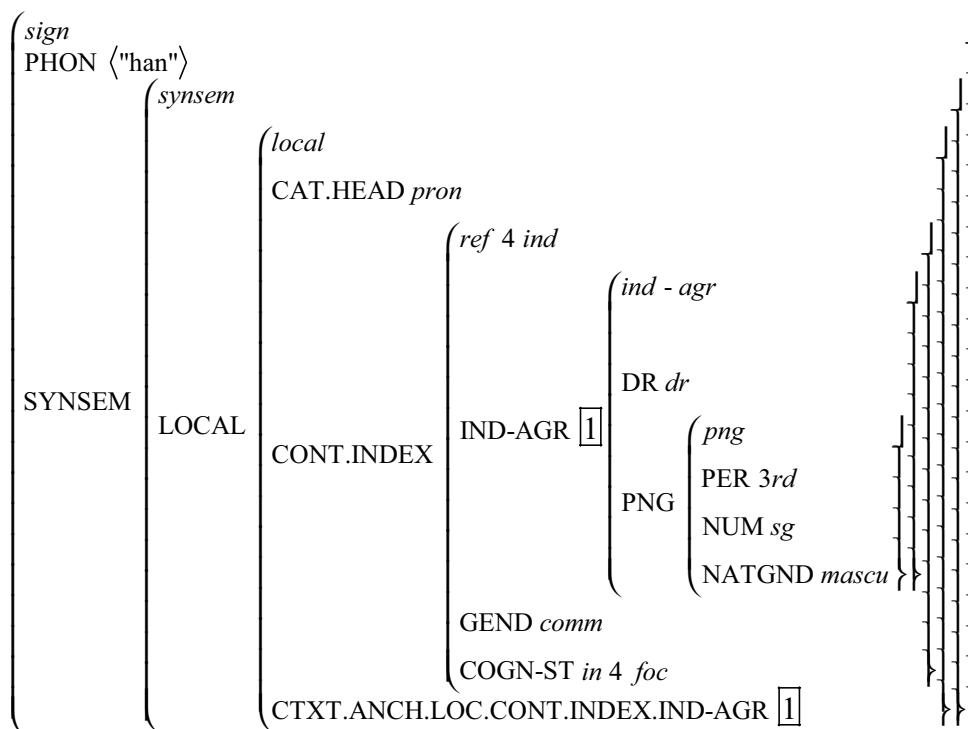 sign
PHON ⟨"han"⟩
synsem
local
CAT.HEAD pron
ref 4 ind
ind - agr
DR dr
png
PER 3rd
NUM sg
NATGND mascu
PNG
IND-AGR 1
GEND comm
COGN-ST in 4 foc
CONT.INDEX
CTXT.ANCH.LOC.CONT.INDEX.IND-AGR 1
LOCAL
SYNSEM